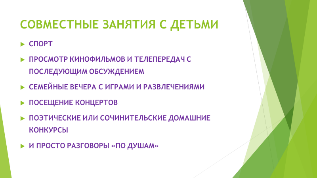 СОВМЕСТНЫЕ ЗАНЯТИЯ С ДЕТЬМИ
СПОРТ
ПРОСМОТР КИНОФИЛЬМОВ И ТЕЛЕПЕРЕДАЧ С
ПОСЛЕДУЮЩИМ ОБСУЖДЕНИЕМ
СЕМЕЙНЫЕ ВЕЧЕРА С ИГРАМИ И РАЗВЛЕЧЕНИЯМИ
ПОСЕЩЕНИЕ КОНЦЕРТОВ
ПОЭТИЧЕСКИЕ ИЛИ СОЧИНИТЕЛЬСКИЕ ДОМАШНИЕ
КОНКУРСЫ
И ПРОСТО РАЗГОВОРЫ «ПО ДУШАМ»